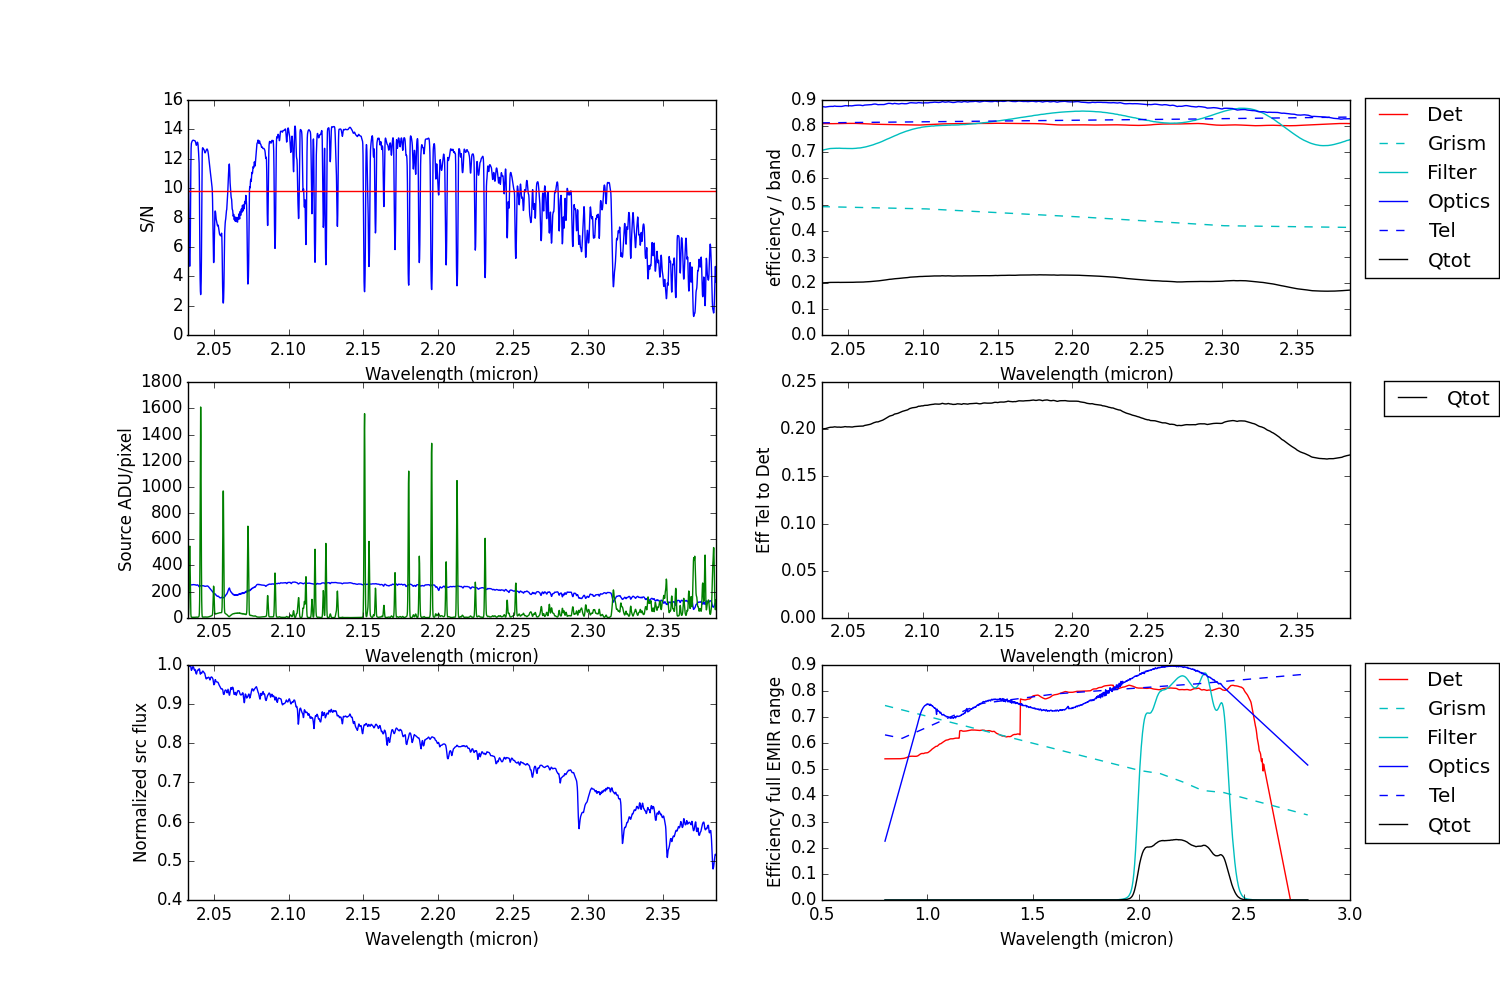 S/N
16
14
12
10
8
6
4
2
0
2.05 2.10 2.15 2.20 2.25 2.30 2.35
Wavelength (micron)
efficiency / band
0.9
0.8
0.7
0.6
0.5
0.4
0.3
0.2
0.1
0.0
2.05 2.10 2.15 2.20 2.25 2.30 2.35
Wavelength (micron)
Det
Grism
Filter
Optics
Tel
Qtot
Source ADU/pixel
1800
1600
1400
1200
1000
800
600
400
200
0
2.05 2.10 2.15 2.20 2.25 2.30 2.35
Wavelength (micron)
Eff Tel to Det
0.25
0.20
0.15
0.10
0.05
0.00
2.05 2.10 2.15 2.20 2.25 2.30 2.35
Wavelength (micron)
Qtot
Normalized src flux
1.0
0.9
0.8
0.7
0.6
0.5
0.4
2.05 2.10 2.15 2.20 2.25 2.30 2.35
Wavelength (micron)
Efficiency full EMIR range
0.9
0.8
0.7
0.6
0.5
0.4
0.3
0.2
0.1
0.0
0.5 1.0 1.5 2.0 2.5 3.0
Wavelength (micron)
Det
Grism
Filter
Optics
Tel
Qtot